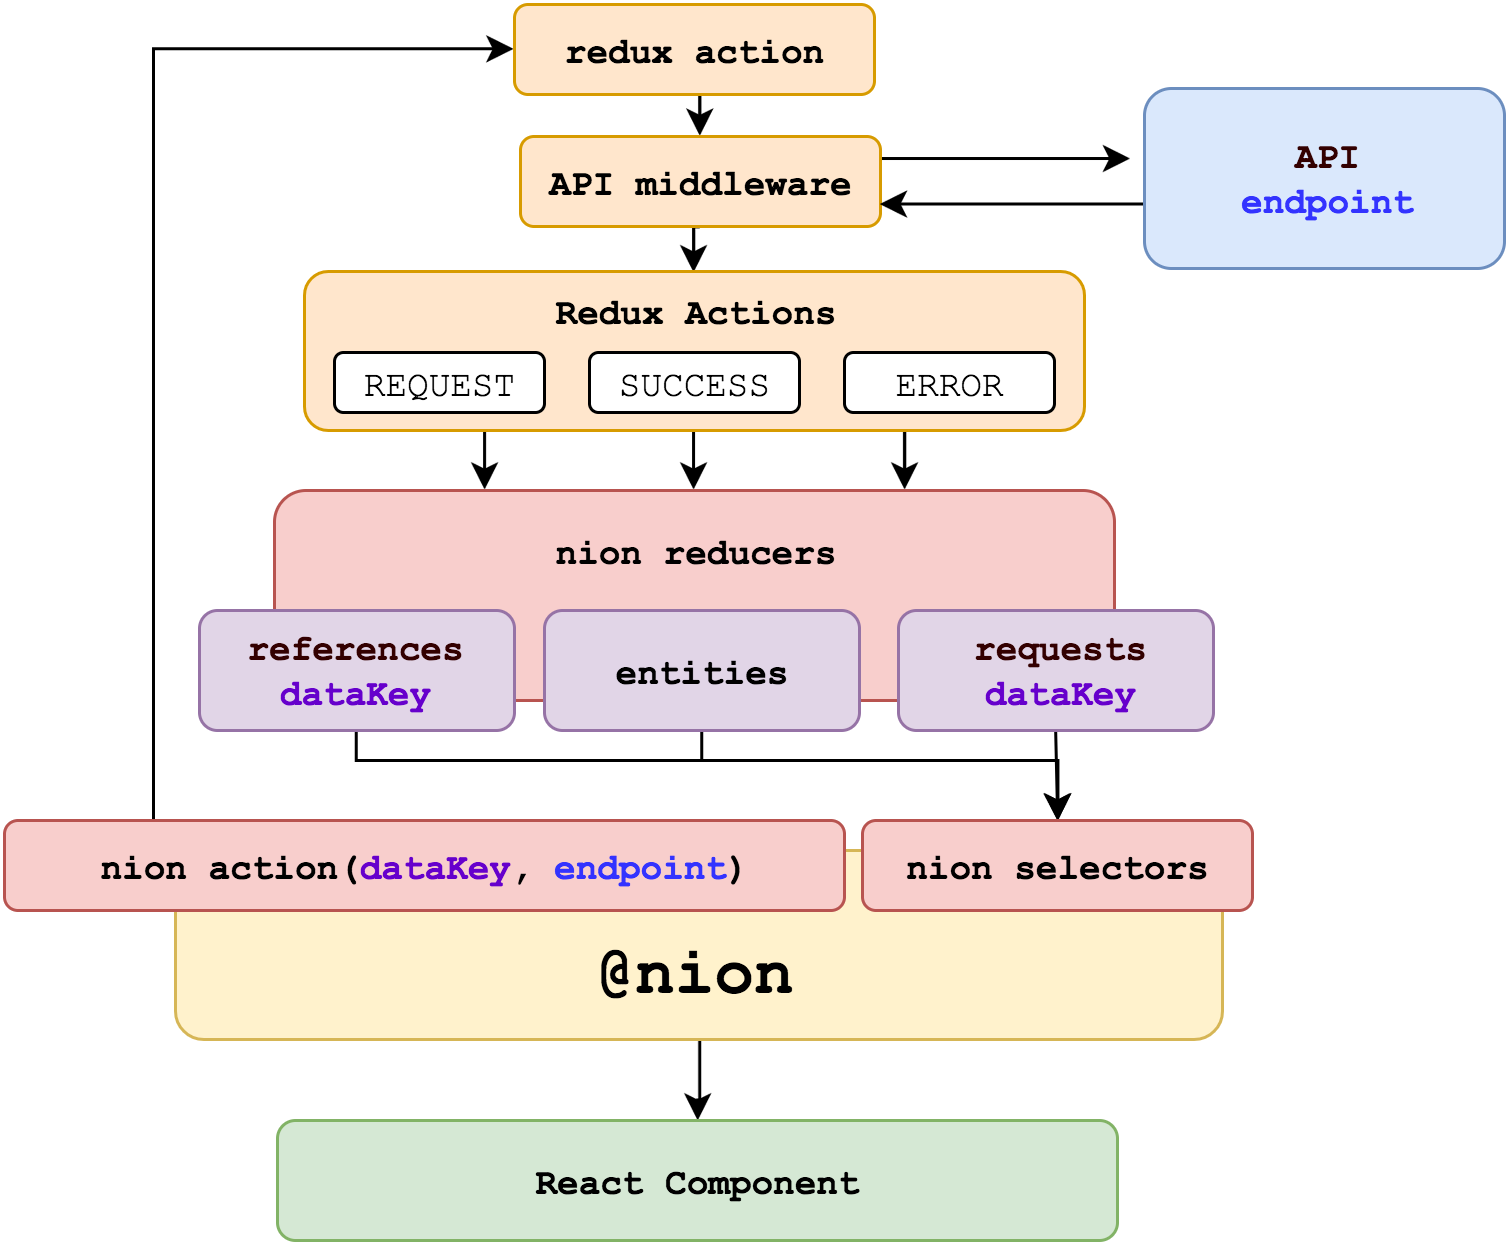 redux action
API middleware
API
endpoint
Redux Actions
REQUEST
SUCCESS
ERROR
nion reducers
references
dataKey
entities
requests
dataKey
nion action(dataKey, endpoint)
nion selectors
@nion
React Component